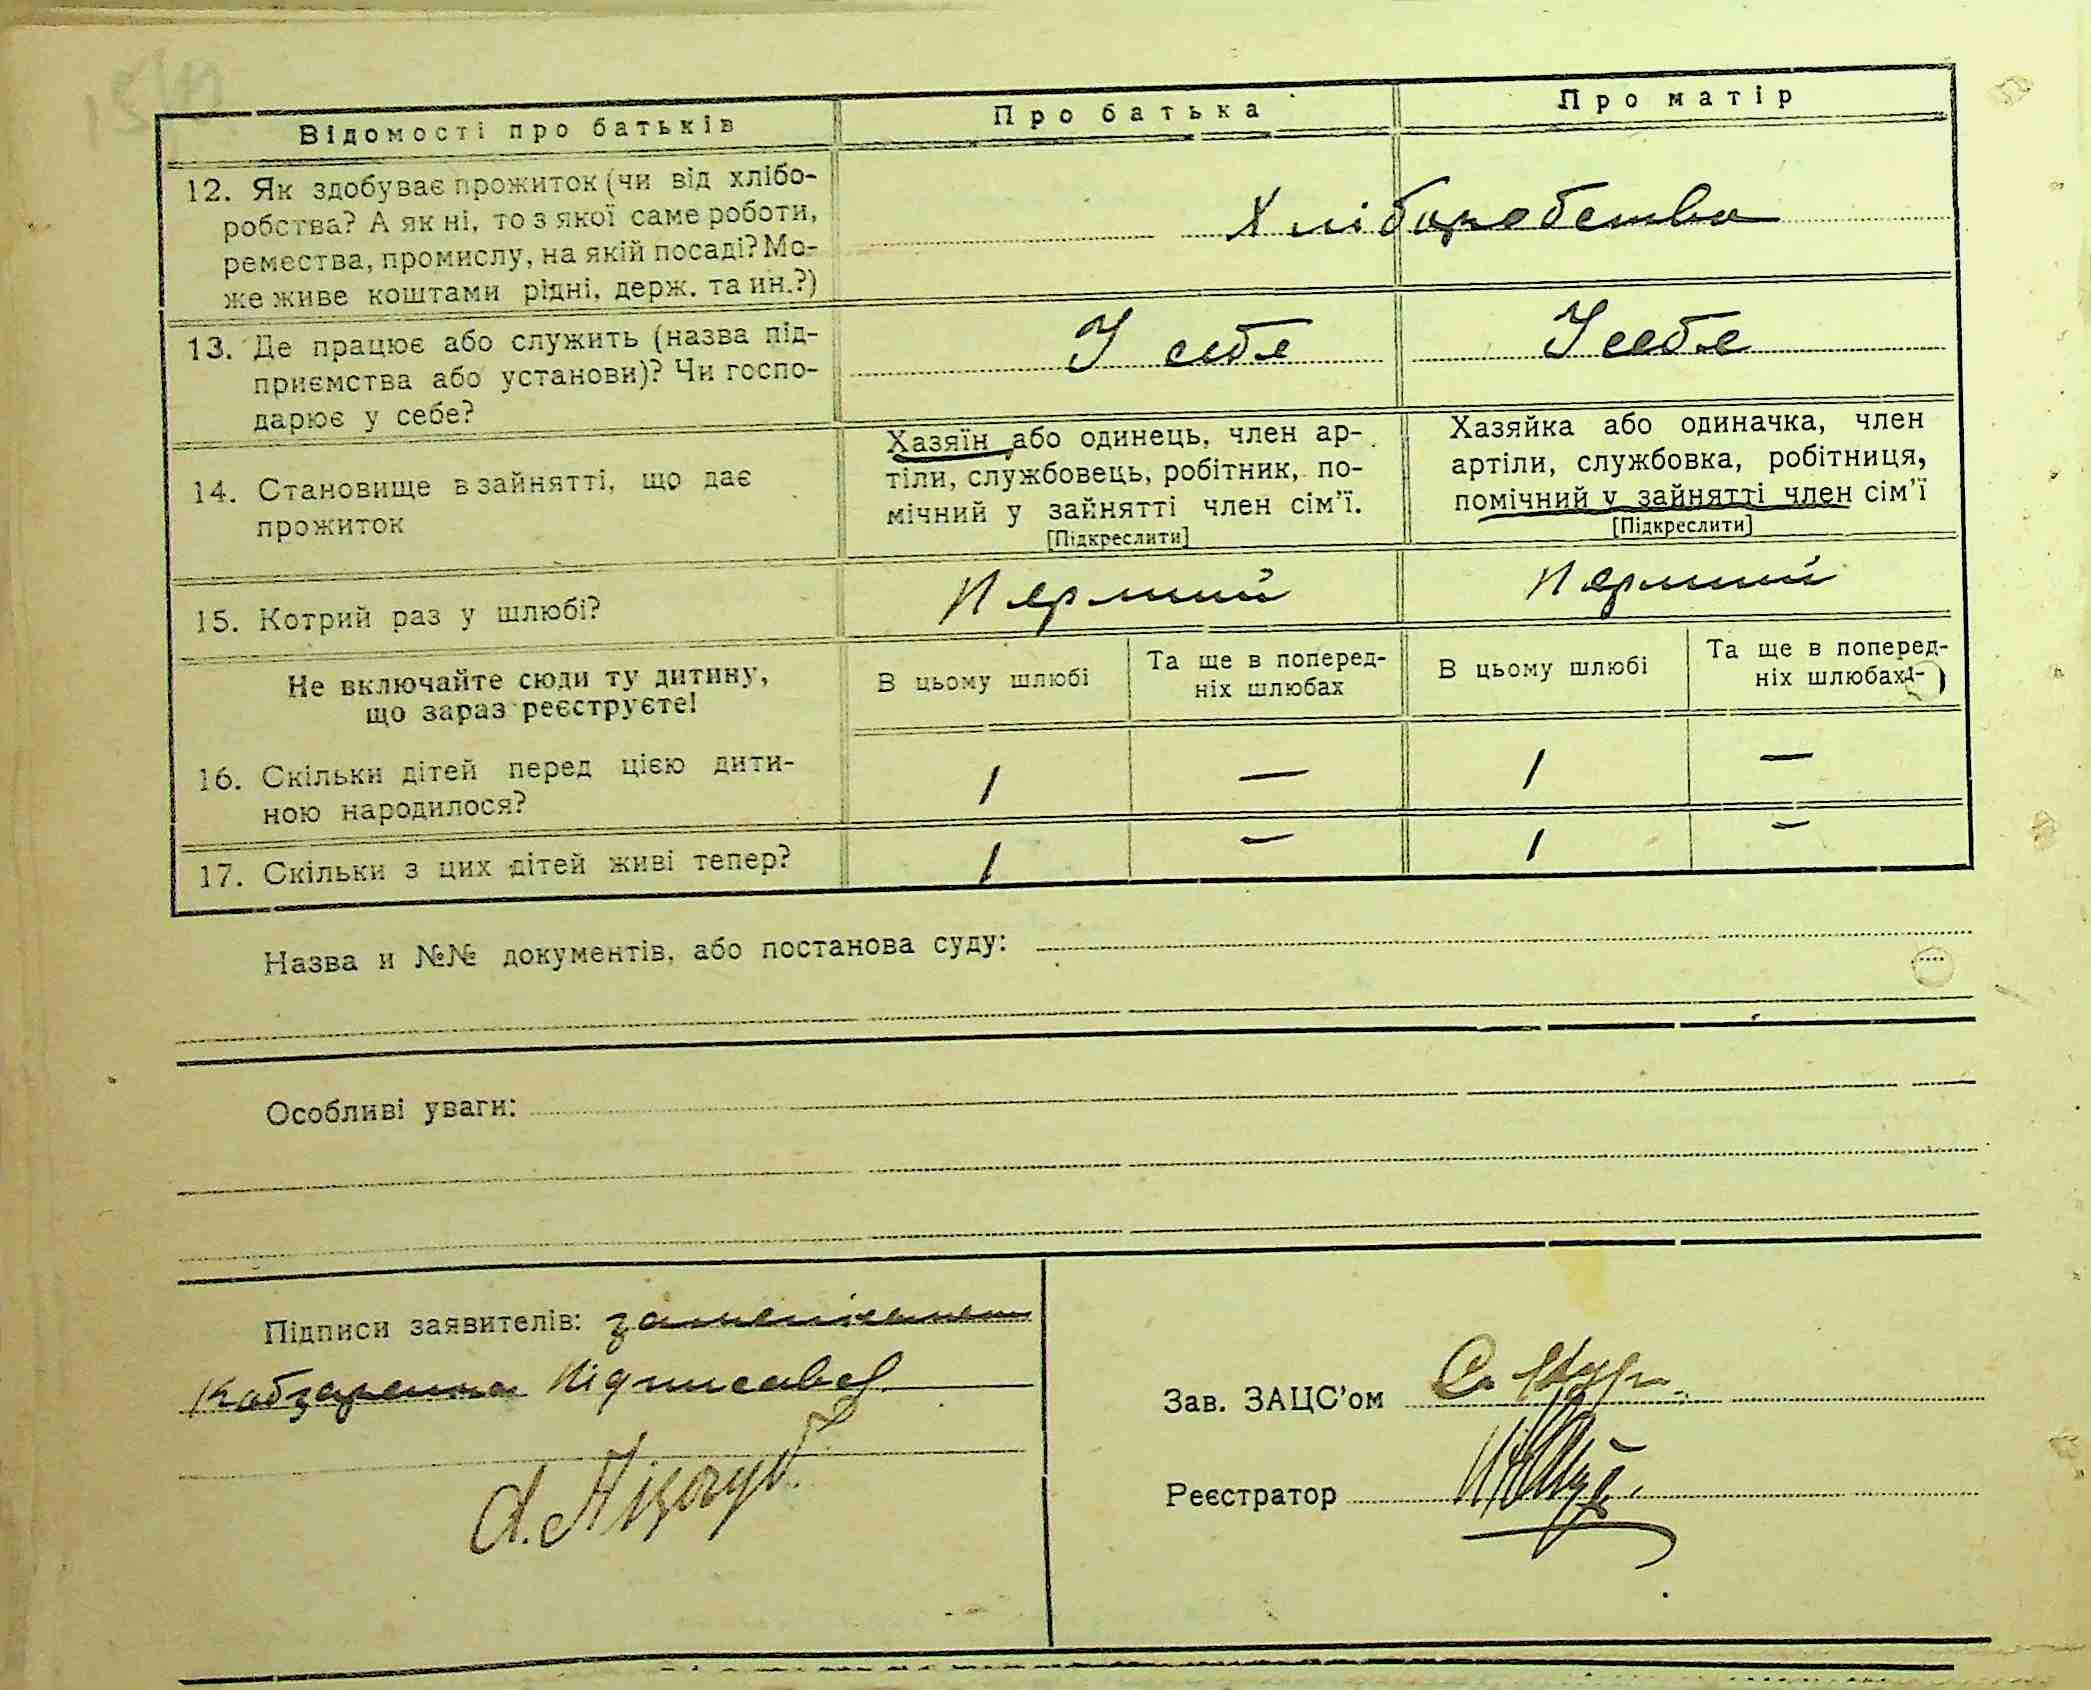 Відомості про батьків
Про батька
Про матір
12. Як здобуває прожиток (чи від хлібо-
робства? А як ні, то з якої саме роботи,
ремества, промислу, на якій посаді? Мо-
же живе коштами рідні, держ. та ин.?)
Хліборобство
13. Де працює або служить (назва під-
приємства або установи)? Чи госпо-
дарює у себе?
У себе
У себе
14. Становище в зайнятті, що дає
прожиток
Хазяїн або одинець, член ар-
тіли, службовець, робітник, по-
мічний у зайнятті член сім'ї.
[Підкреслити]
Хазяйка або одиначка, член
артіли, службовка, робітниця,
помічний у зайнятті член сім'ї
[Підкреслити]
15. Котрий раз у шлюбі?
Перший
Перший
Не включайте сюди ту дитину,
що зараз реєструєте!
В цьому шлюбі
Та ще в поперед-
ніх шлюбах
В цьому шлюбі
Та ще в поперед-
ніх шлюбах
16. Скільки дітей перед цією дити-
ною народилося?
1
—
1
—
17. Скільки з цих дітей живі тепер?
1
—
1
—
Назва и №№ документів, або постанова суду:
Особливі уваги:
Підписи заявителів:
Кобзаренка підписавсь
Зав. ЗАЦС'ом
Реєстратор